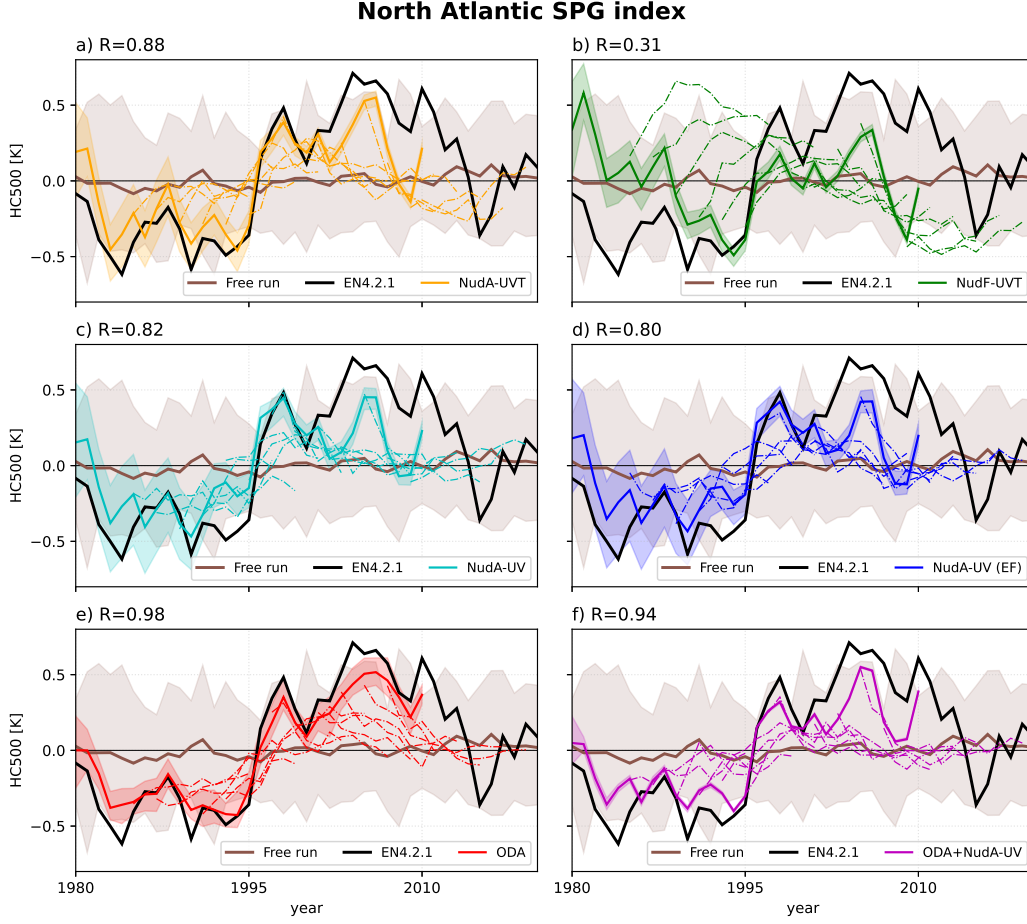 North Atlantic SPG index
a) R=0.88
b) R=0.31
HC500 [K]
0.5
0.0
−0.5
Free run
EN4.2.1
NudA-UVT
Free run
EN4.2.1
NudF-UVT
c) R=0.82
d) R=0.80
HC500 [K]
0.5
0.0
−0.5
Free run
EN4.2.1
NudA-UV
Free run
EN4.2.1
NudA-UV (EF)
e) R=0.98
f) R=0.94
HC500 [K]
0.5
0.0
−0.5
Free run
EN4.2.1
ODA
Free run
EN4.2.1
ODA+NudA-UV
1980
1995
2010
1980
1995
2010
year
year